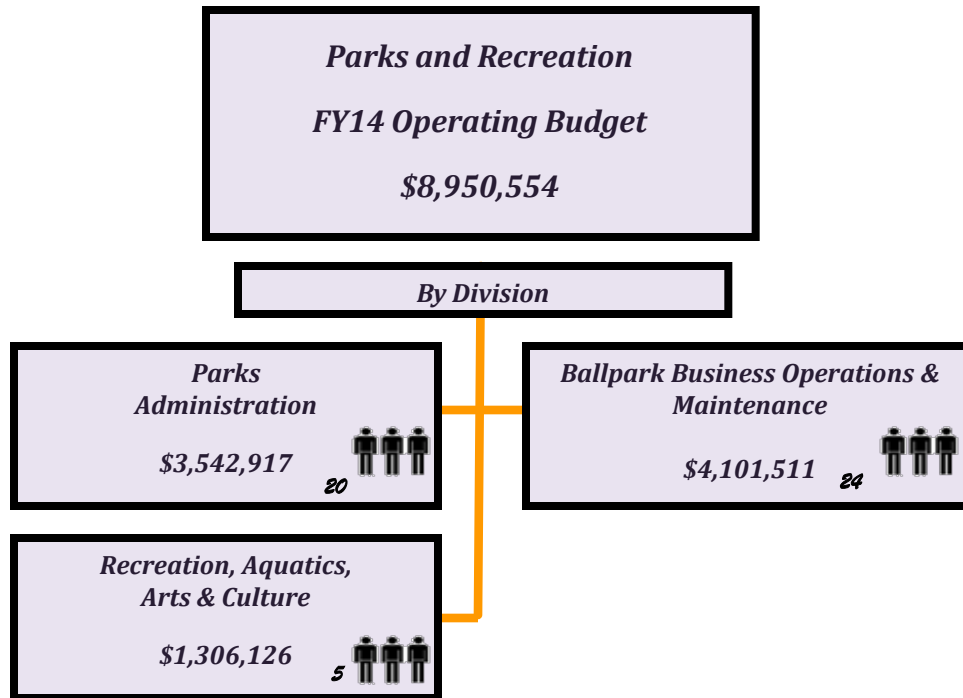 Parks and Recreation
FY14 Operating Budget
$8,950,554
By Division
Parks
Administration
$3,542,917
20
Ballpark Business Operations &
Maintenance
$4,101,511
24
Recreation, Aquatics,
Arts & Culture
$1,306,126
5